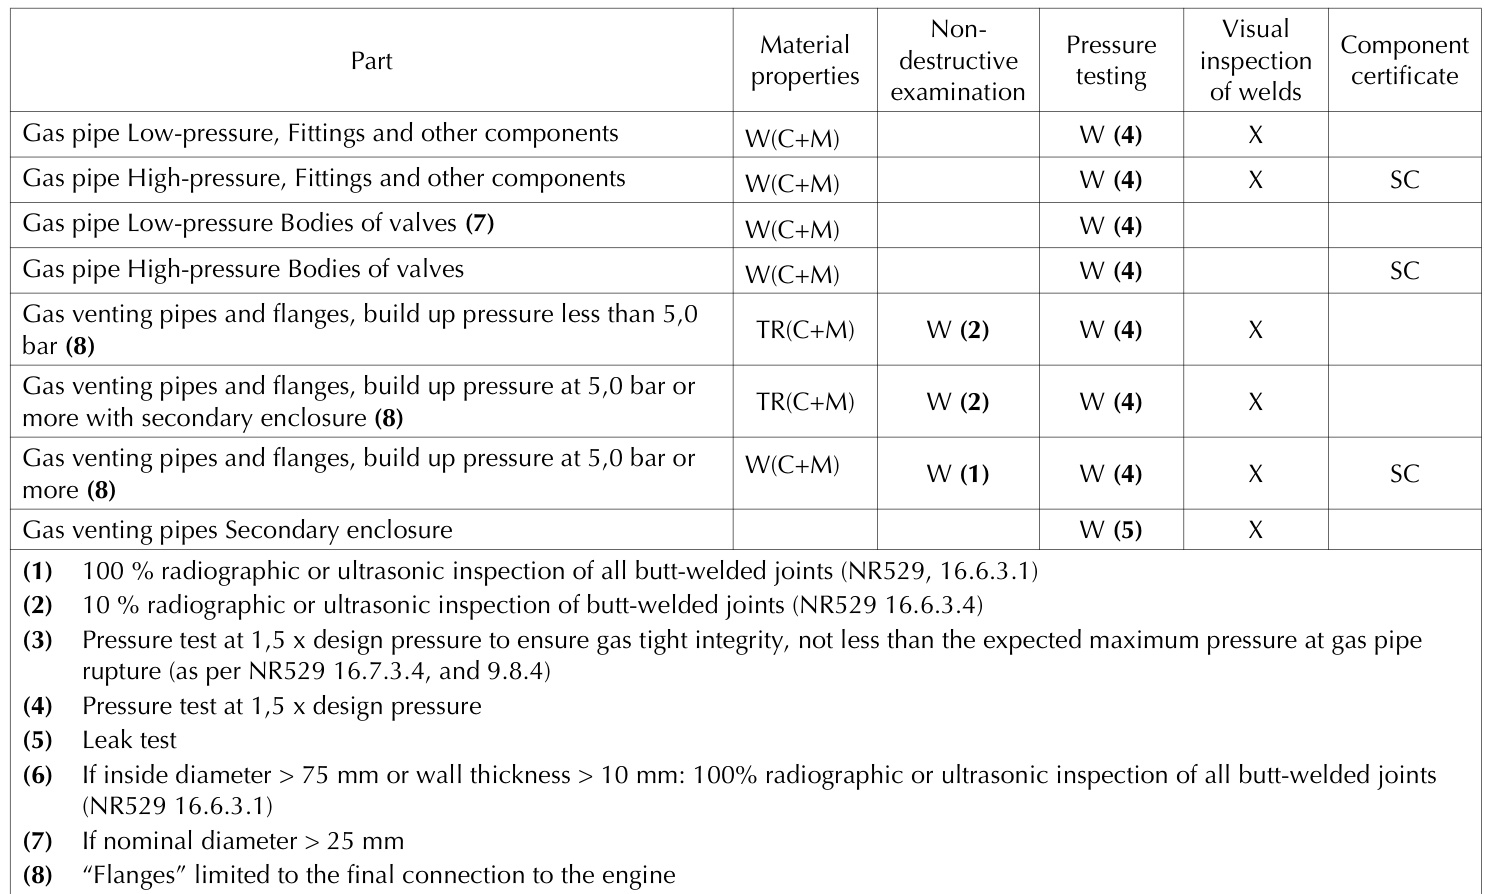 Part Material properties Non-destructive examination Pressure testing Visual inspection of welds Component certificate
Gas pipe Low-pressure, Fittings and other components W(C+M) W (4) X
Gas pipe High-pressure, Fittings and other components W(C+M) W (4) X SC
Gas pipe Low-pressure Bodies of valves (7) W(C+M) W (4)
Gas pipe High-pressure Bodies of valves W(C+M) W (4) SC
Gas venting pipes and flanges, build up pressure less than 5,0
bar (8) TR(C+M) W (2) W (4) X
Gas venting pipes and flanges, build up pressure at 5,0 bar or
more with secondary enclosure (8) TR(C+M) W (2) W (4) X
Gas venting pipes and flanges, build up pressure at 5,0 bar or
more (8) W(C+M) W (1) W (4) X SC
Gas venting pipes Secondary enclosure W (5) X
(1) 100 % radiographic or ultrasonic inspection of all butt-welded joints (NR529, 16.6.3.1)
(2) 10 % radiographic or ultrasonic inspection of butt-welded joints (NR529 16.6.3.4)
(3) Pressure test at 1,5 x design pressure to ensure gas tight integrity, not less than the expected maximum pressure at gas pipe
rupture (as per NR529 16.7.3.4, and 9.8.4)
(4) Pressure test at 1,5 x design pressure
(5) Leak test
(6) If inside diameter > 75 mm or wall thickness > 10 mm: 100% radiographic or ultrasonic inspection of all butt-welded joints
(NR529 16.6.3.1)
(7) If nominal diameter > 25 mm
(8) “Flanges” limited to the final connection to the engine